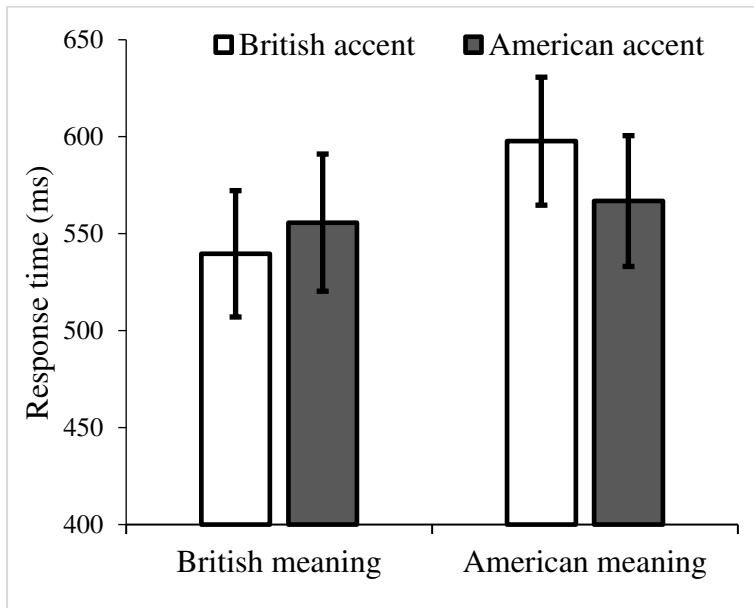 British accent American accent
Response time (ms)
650
600
550
500
450
400
British meaning American meaning